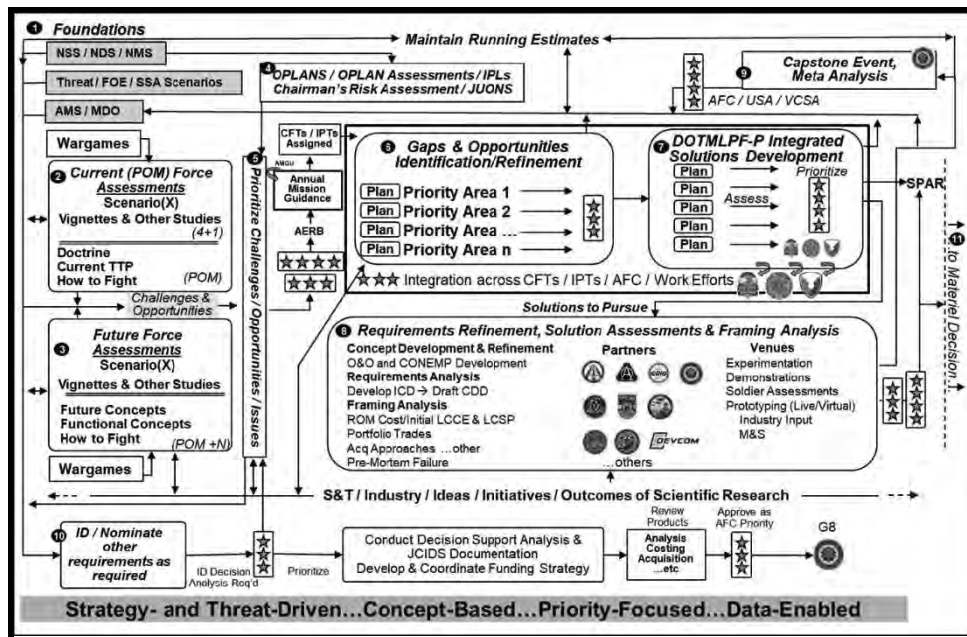 1 Foundations
NSS / NDS / NMS
Threat / FOE / SSA Scenarios
AMS / MDO
Wargames
2 Current (POM) Force
Assessments
Scenario(X)
Vignettes & Other Studies
(4+1)
Doctrine
Current TTP
How to Fight
(POM)
Challenges &
Opportunities
3 Future Force
Assessments
Scenario(X)
Vignettes & Other Studies
Future Concepts
Functional Concepts
How to Fight
(POM +N)
Wargames
Maintain Running Estimates
4 OPLANS / OPLAN Assessments / IPLs
Chairman's Risk Assessment / JUONS
5 Prioritize Challenges / Opportunities / Issues
CFTs / IPTs
Assigned
AMGU
Annual
Mission
Guidance
AERB
6 Gaps & Opportunities
Identification/Refinement
Plan Priority Area 1
Plan Priority Area 2
Plan Priority Area ...
Plan Priority Area n
7 DOTMLPF-P Integrated
Solutions Development
Plan
Plan
Plan
Plan
Plan
Assess
Prioritize
Integration across CFTs / IPTs / AFC / Work Efforts
9 Capstone Event,
Meta Analysis
AFC / USA / VCSA
SPAR
11 to Materiel Decision...
Solutions to Pursue
8 Requirements Refinement, Solution Assessments & Framing Analysis
Concept Development & Refinement
O&O and CONEMP Development
Requirements Analysis
Develop ICD → Draft CDD
Framing Analysis
ROM Cost/Initial LCCE & LCSP
Portfolio Trades
Acq Approaches ...other
Pre-Mortem Failure
Partners
DEVCOM
...others
Venues
Experimentation
Demonstrations
Soldier Assessments
Prototyping (Live/Virtual)
Industry Input
M&S
S&T / Industry / Ideas / Initiatives / Outcomes of Scientific Research
10 ID / Nominate
other
requirements as
required
ID Decision
Analysis Req'd
Prioritize
Conduct Decision Support Analysis &
JCIDS Documentation
Develop & Coordinate Funding Strategy
Review
Products
Analysis
Costing
Acquisition
...etc
Approve as
AFC Priority
G8
Strategy- and Threat-Driven...Concept-Based...Priority-Focused...Data-Enabled